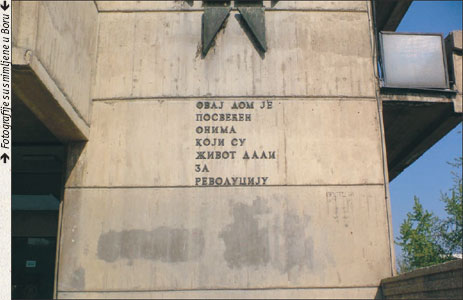 Fotografije su snimljene u Boru
ОВАЈ ДОМ ЈЕ
ПОСВЕЋЕН
ОНИМА
КОЈИ СУ
ЖИВОТ ДАЛИ
ЗА
РЕВОЛУЦИЈУ